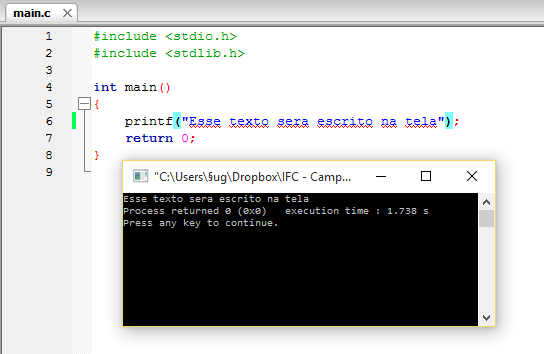 main.c
1 #include <stdio.h>
2 #include <stdlib.h>
3
4 int main()
5 {
6 printf("Esse texto sera escrito na tela");
7 return 0;
8 }
9
"C:\Users\§ug\Dropbox\IFC - Camp...
Esse texto sera escrito na tela
Process returned 0 (0x0)   execution time : 1.738 s
Press any key to continue.